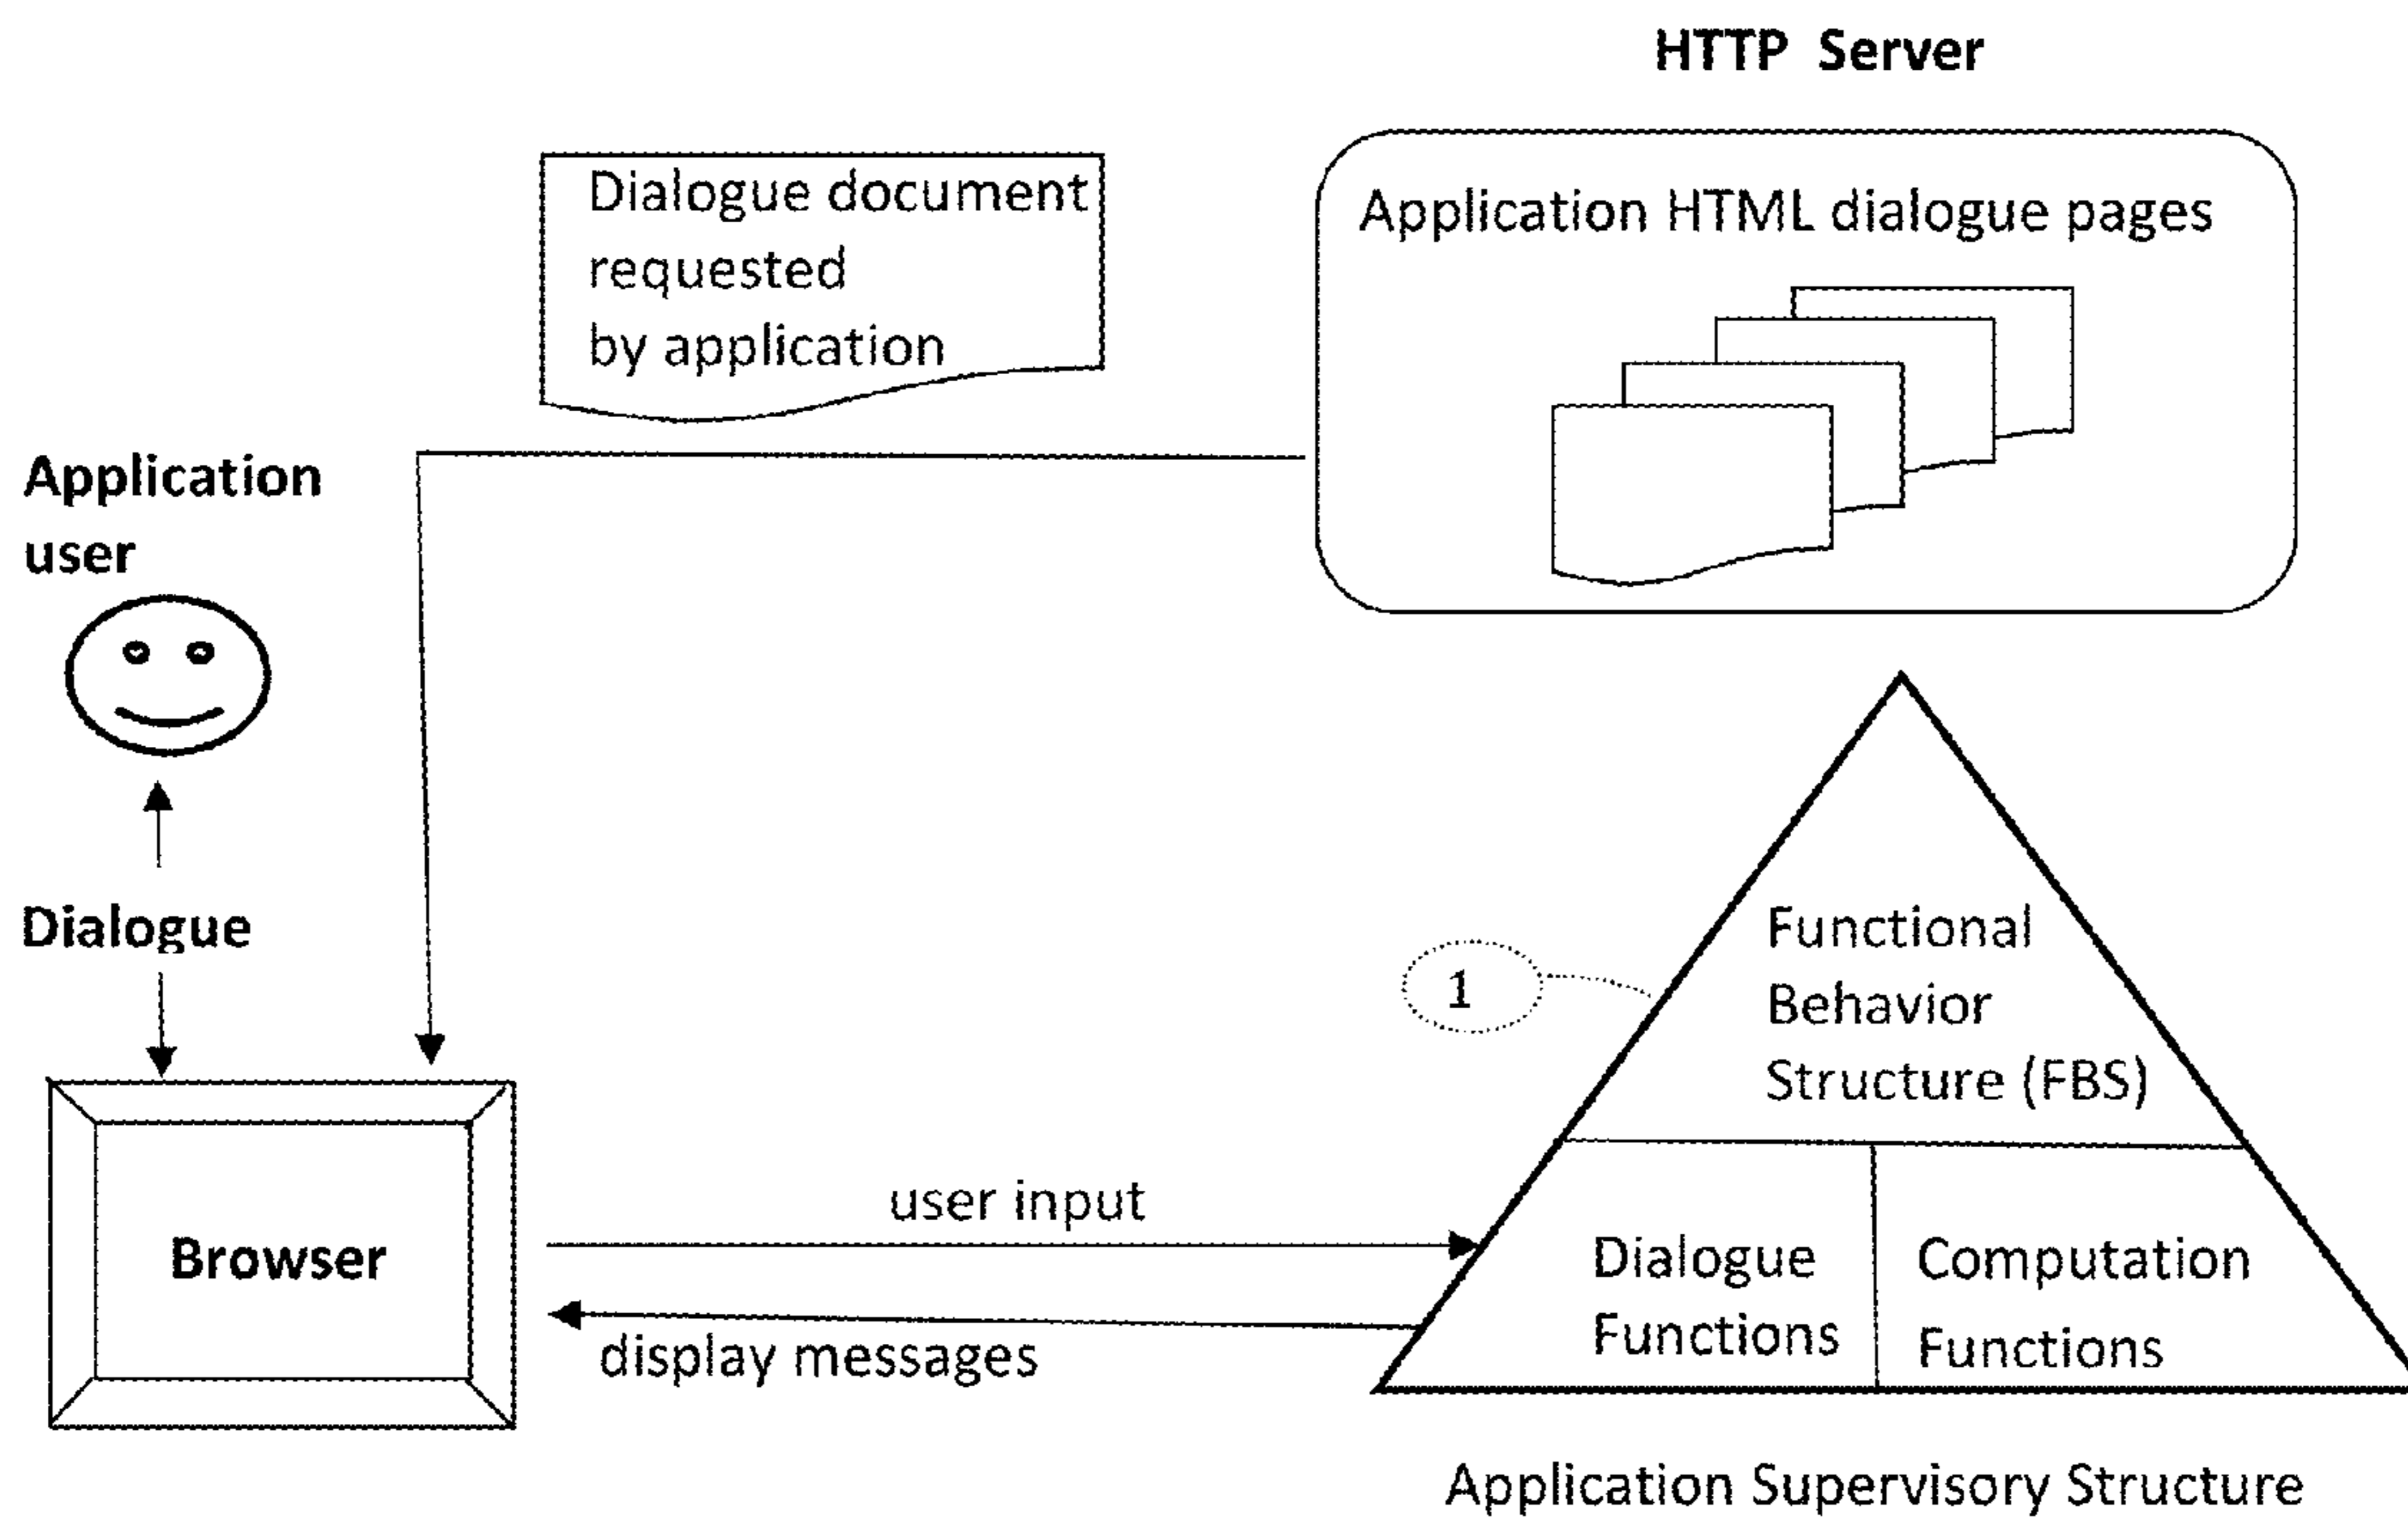 HTTP Server
Dialogue document
requested
by application
Application HTML dialogue pages
Application
user
Dialogue
Functional
Behavior
Structure (FBS)
1
user input
Browser
display messages
Dialogue
Functions
Computation
Functions
Application Supervisory Structure